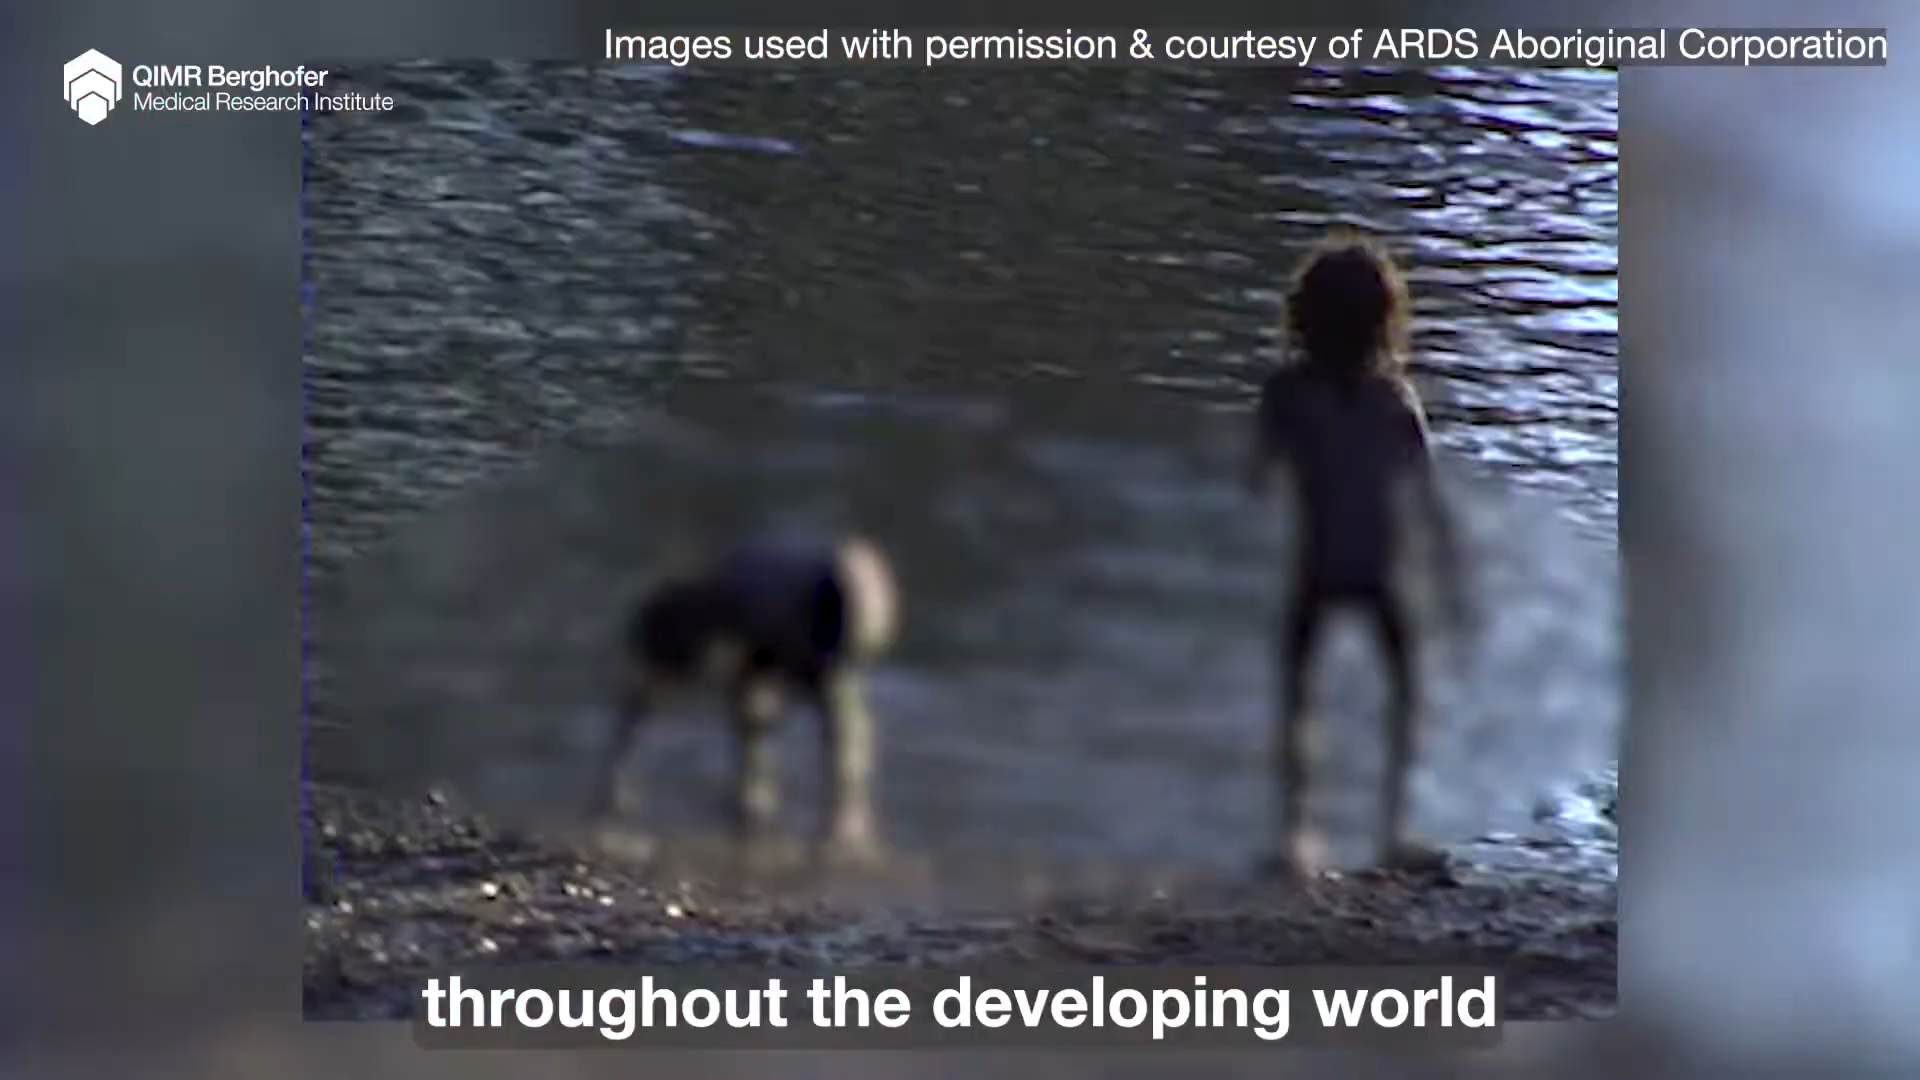 Images used with permission & courtesy of ARDS Aboriginal Corporation
QIMR Berghofer
Medical Research Institute
throughout the developing world